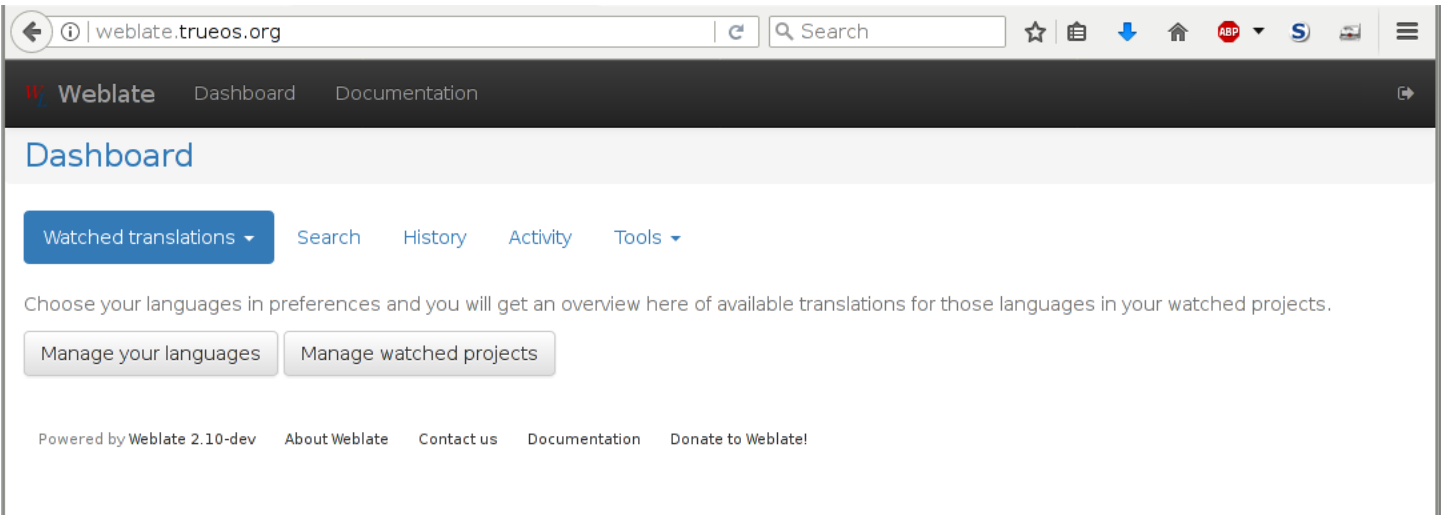 weblate.trueos.org Search ABP S
Weblate Dashboard Documentation
Dashboard
Watched translations Search History Activity Tools
Choose your languages in preferences and you will get an overview here of available translations for those languages in your watched projects.
Manage your languages Manage watched projects
Powered by Weblate 2.10-dev About Weblate Contact us Documentation Donate to Weblate!